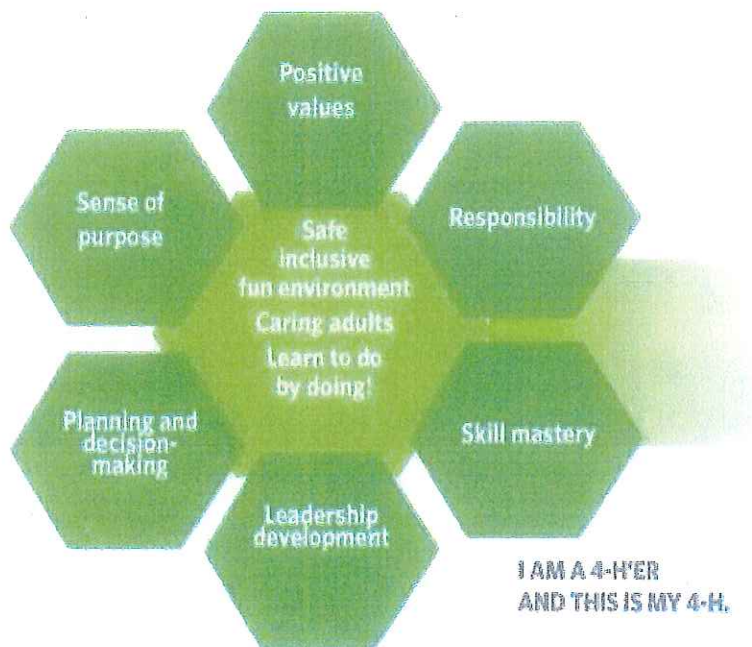 Positive
values
Sense of
purpose
Responsibility
Safe
inclusive
fun environment
Caring adults
Learn to do
by doing!
Planning and
decision-
making
Skill mastery
Leadership
development
I AM A 4-H'ER
AND THIS IS MY 4-H.